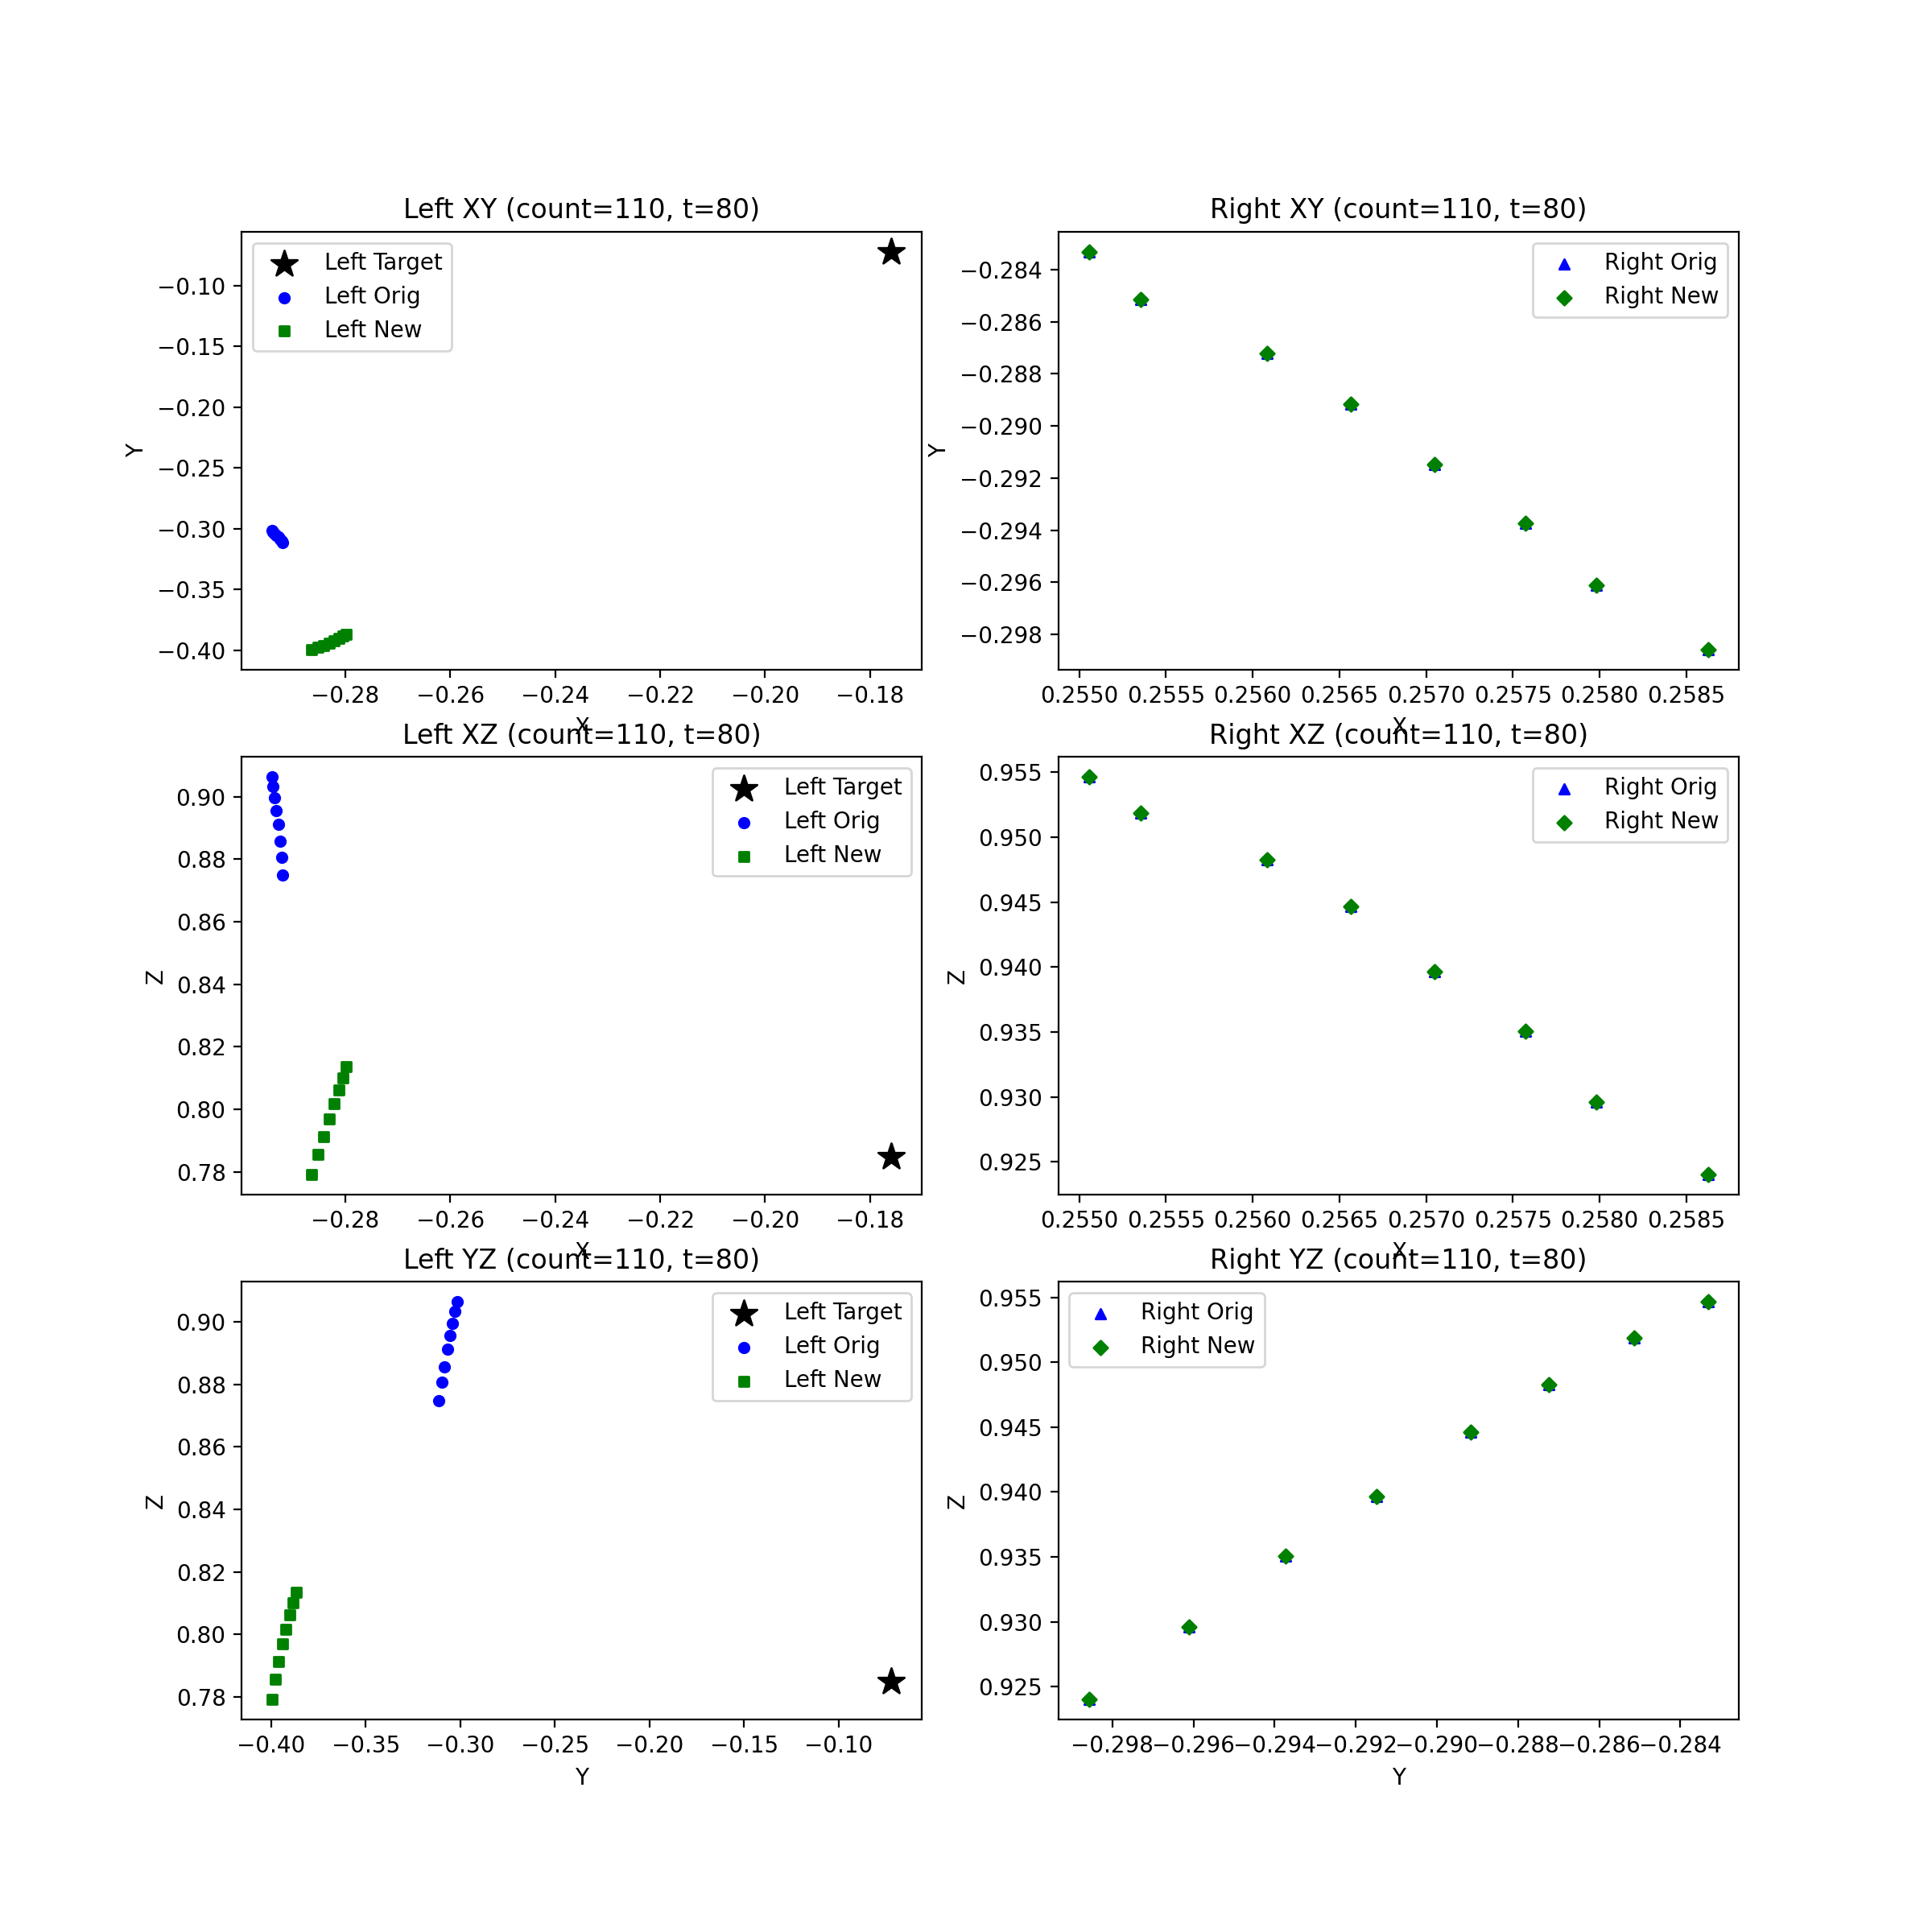 Left XY (count=110, t=80)
Left Target
Left Orig
Left New
−0.10
−0.15
−0.20
−0.25
−0.30
−0.35
−0.40
Y
−0.28 −0.26 −0.24 −0.22 −0.20 −0.18
X
Right XY (count=110, t=80)
Right Orig
Right New
−0.284
−0.286
−0.288
−0.290
−0.292
−0.294
−0.296
−0.298
Y
0.2550 0.2555 0.2560 0.2565 0.2570 0.2575 0.2580 0.2585
X
Left XZ (count=110, t=80)
Left Target
Left Orig
Left New
0.90
0.88
0.86
0.84
0.82
0.80
0.78
Z
−0.28 −0.26 −0.24 −0.22 −0.20 −0.18
X
Right XZ (count=110, t=80)
Right Orig
Right New
0.955
0.950
0.945
0.940
0.935
0.930
0.925
Z
0.2550 0.2555 0.2560 0.2565 0.2570 0.2575 0.2580 0.2585
X
Left YZ (count=110, t=80)
Left Target
Left Orig
Left New
0.90
0.88
0.86
0.84
0.82
0.80
0.78
Z
−0.40 −0.35 −0.30 −0.25 −0.20 −0.15 −0.10
Y
Right YZ (count=110, t=80)
Right Orig
Right New
0.955
0.950
0.945
0.940
0.935
0.930
0.925
Z
−0.298 −0.296 −0.294 −0.292 −0.290 −0.288 −0.286 −0.284
Y